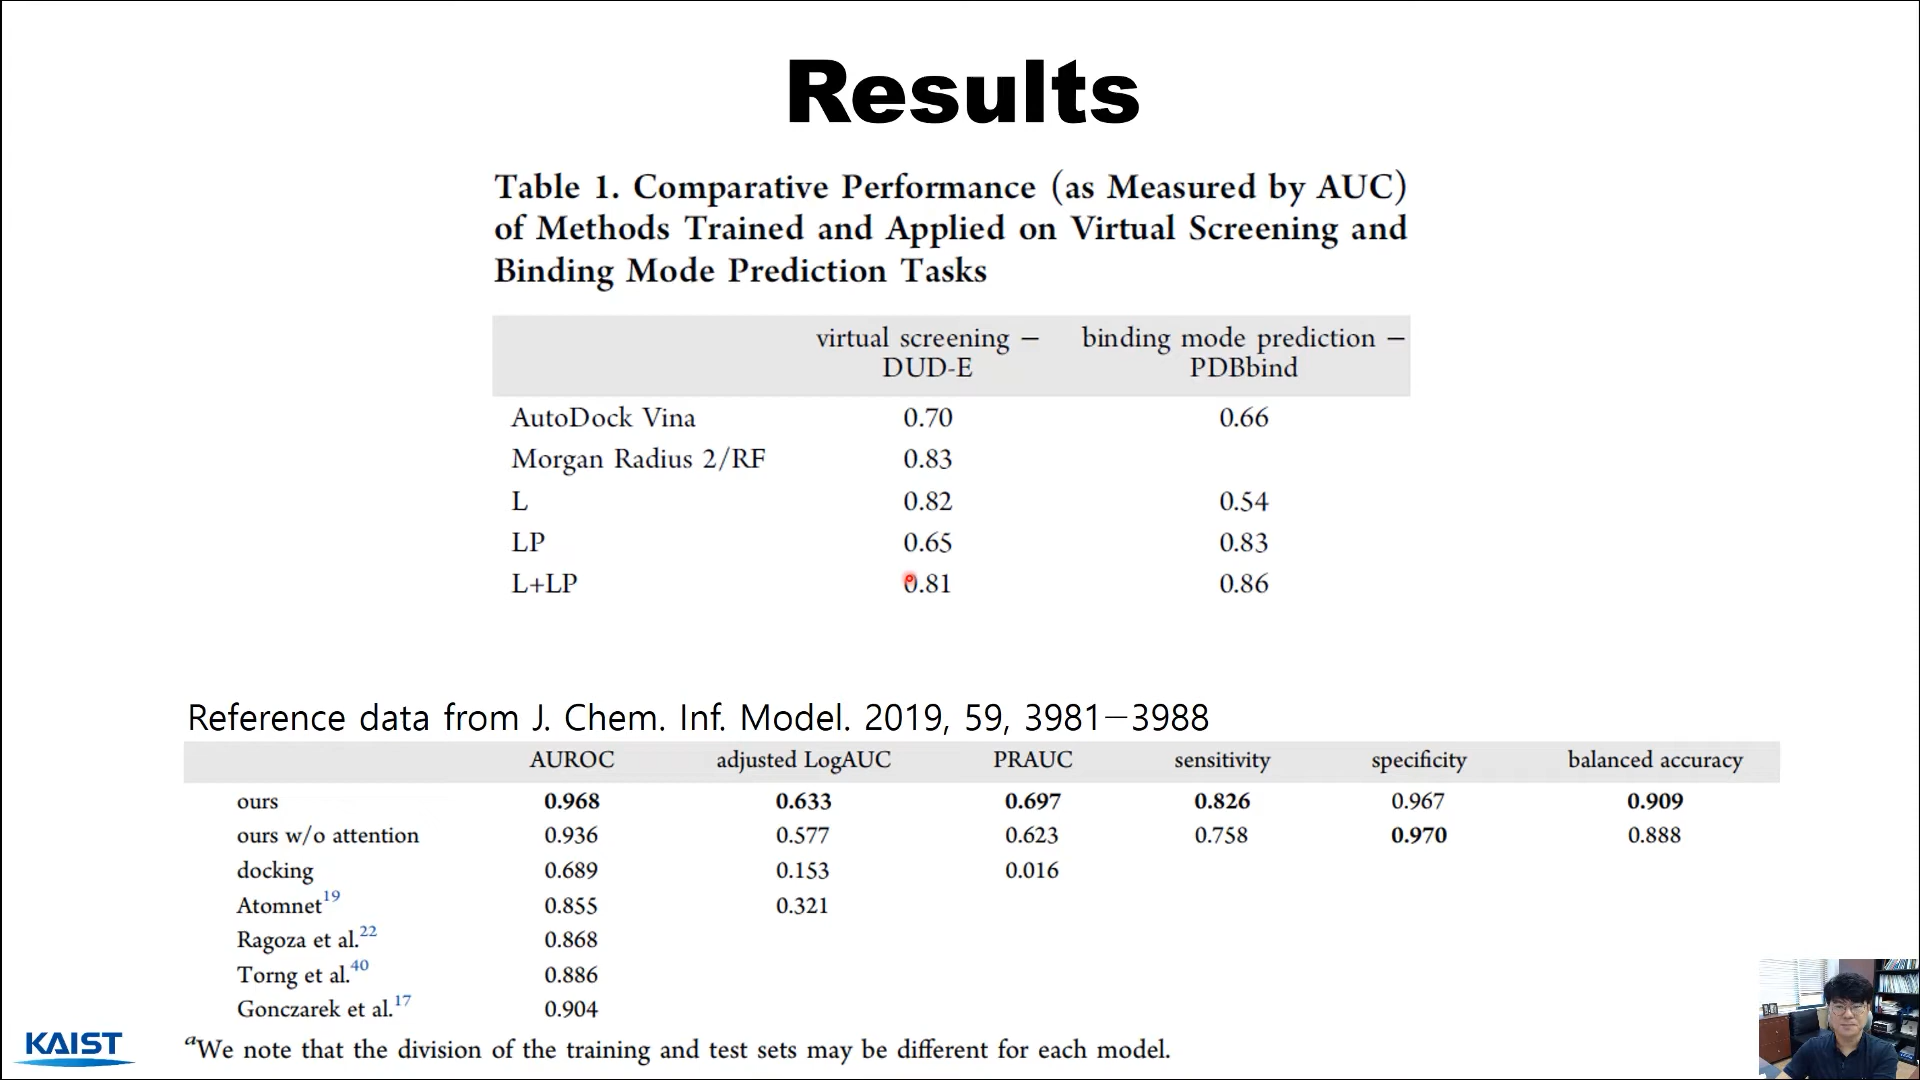 Results
Table 1. Comparative Performance (as Measured by AUC)
of Methods Trained and Applied on Virtual Screening and
Binding Mode Prediction Tasks
virtual screening − binding mode prediction −
DUD-E PDBbind
AutoDock Vina 0.70 0.66
Morgan Radius 2/RF 0.83
L 0.82 0.54
LP 0.65 0.83
L+LP 0.81 0.86
Reference data from J. Chem. Inf. Model. 2019, 59, 3981−3988
AUROC adjusted LogAUC PRAUC sensitivity specificity balanced accuracy
ours 0.968 0.633 0.697 0.826 0.967 0.909
ours w/o attention 0.936 0.577 0.623 0.758 0.970 0.888
docking 0.689 0.153 0.016
Atomnet19 0.855 0.321
Ragoza et al.22 0.868
Torng et al.40 0.886
Gonczarek et al.17 0.904
aWe note that the division of the training and test sets may be different for each model.
KAIST